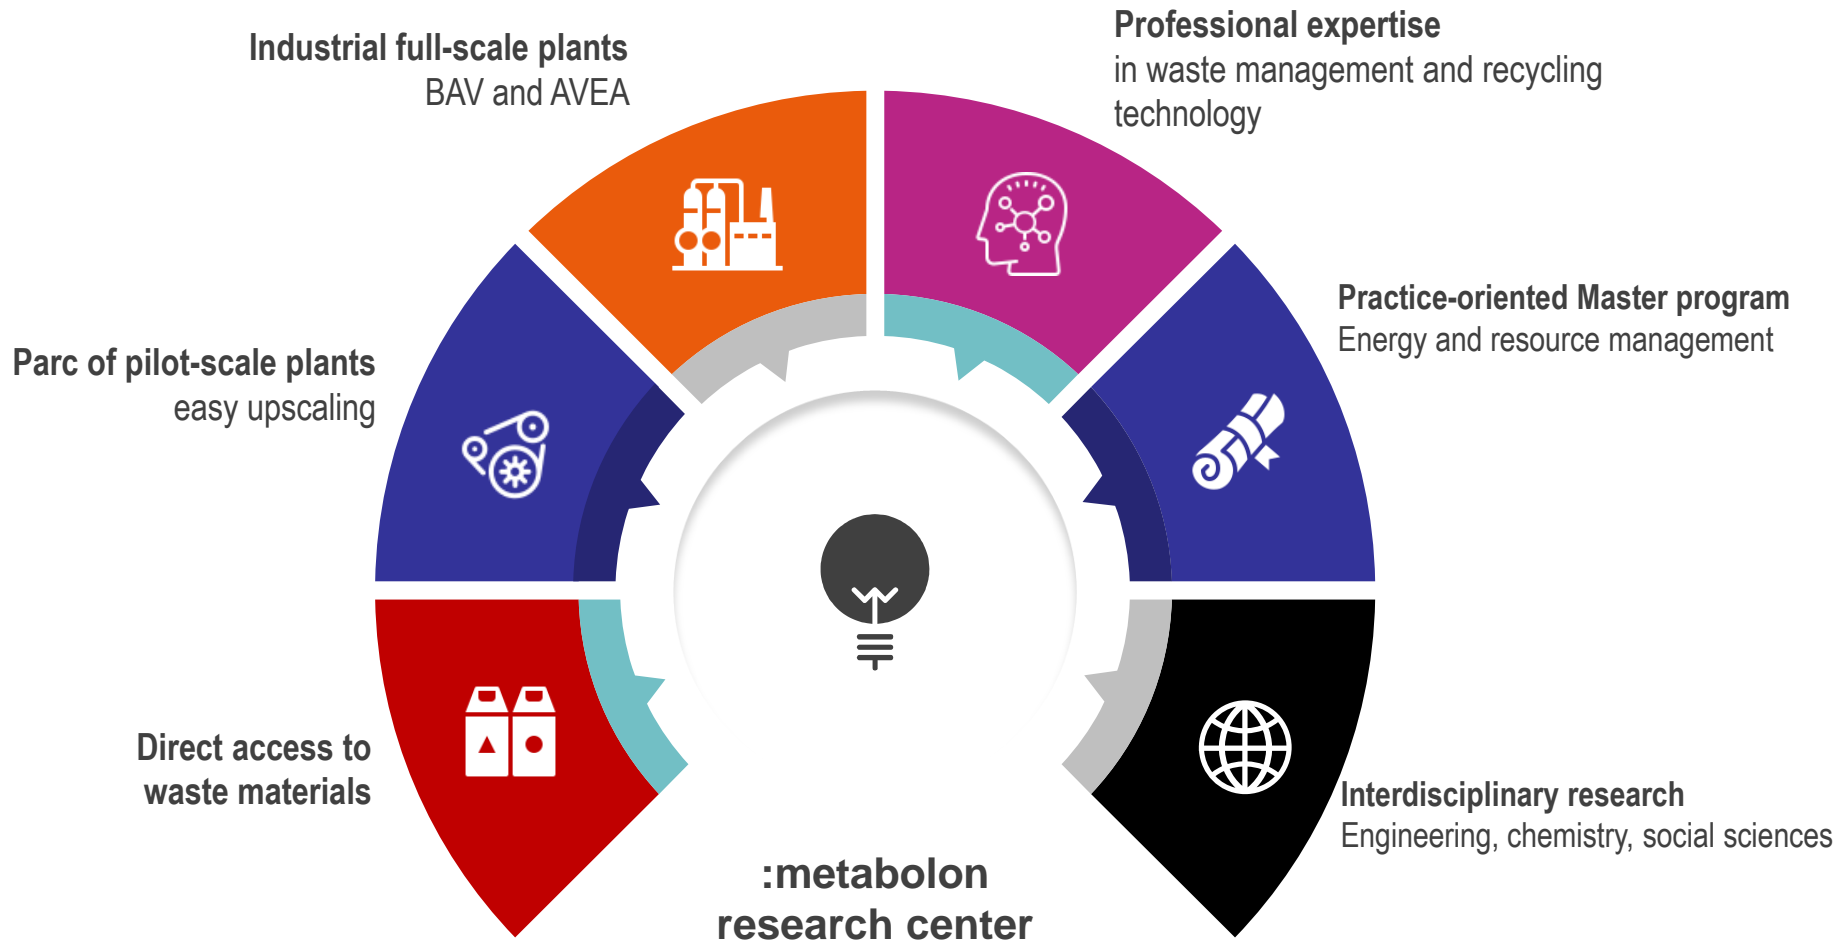 Industrial full-scale plants
BAV and AVEA
Professional expertise
in waste management and recycling
technology
Parc of pilot-scale plants
easy upscaling
Practice-oriented Master program
Energy and resource management
Direct access to
waste materials
Interdisciplinary research
Engineering, chemistry, social sciences
:metabolon
research center